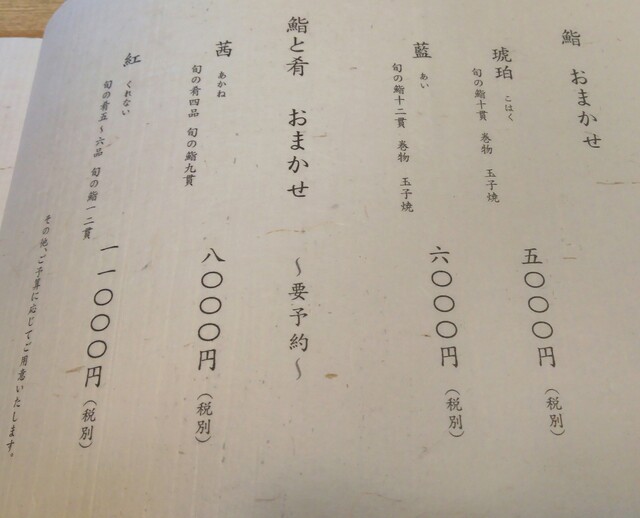 鮨 おまかせ
琥珀 こはく
旬の鮨十貫 巻物 玉子焼
五〇〇〇円（税別）
藍 あい
旬の鮨十二貫 巻物 玉子焼
六〇〇〇円（税別）
鮨と肴 おまかせ ～要予約～
茜 あかね
旬の肴四品 旬の鮨九貫
八〇〇〇円（税別）
紅 くれない
旬の肴五～六品 旬の鮨一二貫
一一〇〇〇円（税別）
その他、ご予算に応じてご用意いたします。